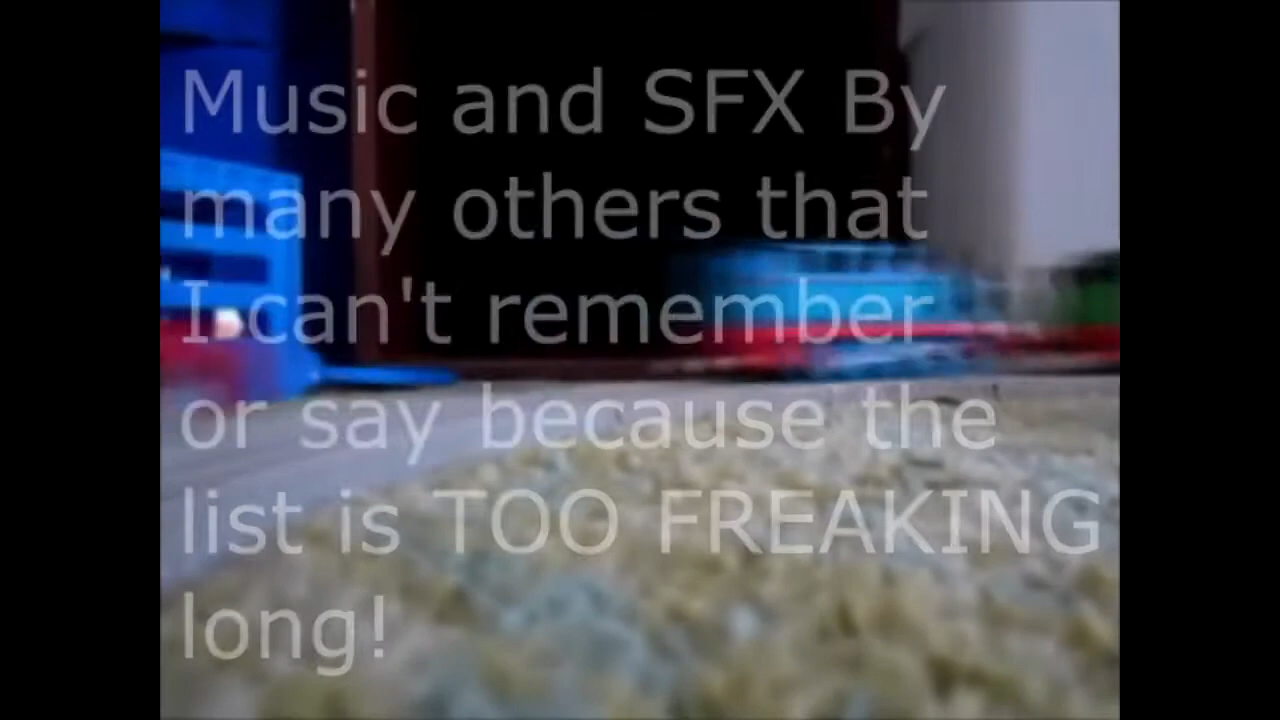 Music and SFX By
many others that
I can't remember
or say because the
list is TOO FREAKING
long!